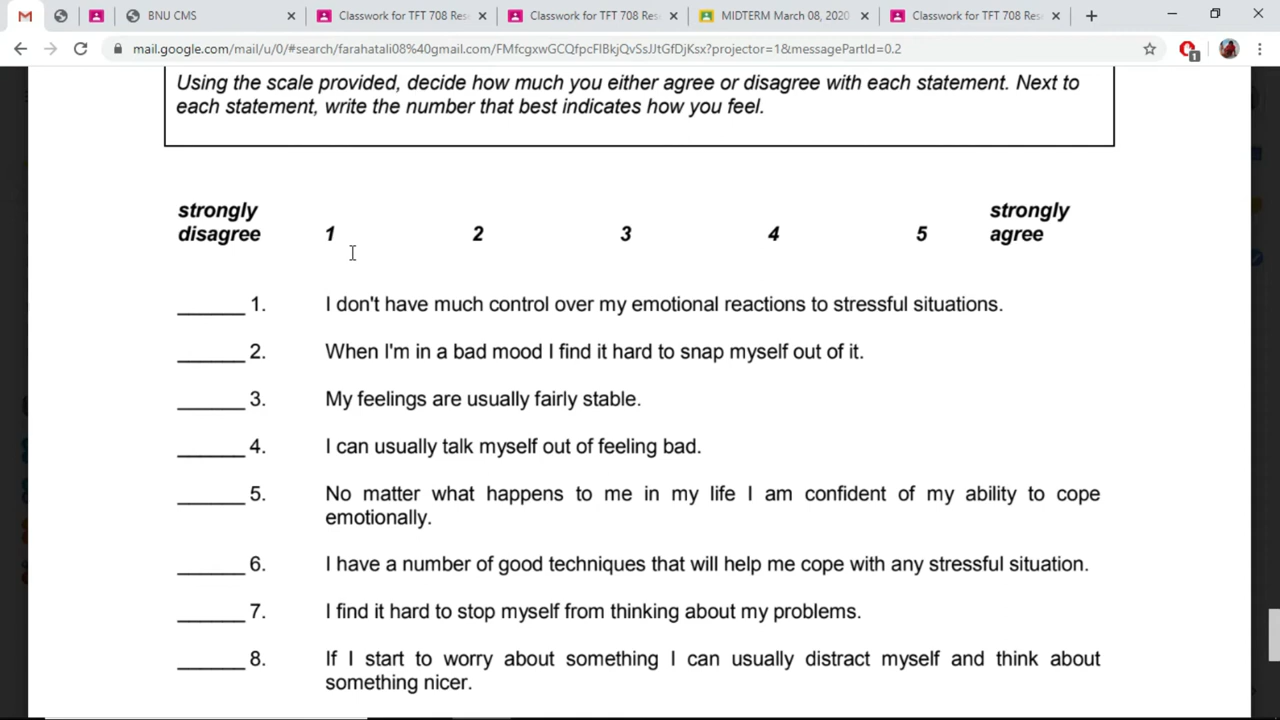 BNU CMS
Classwork for TFT 708 Res
Classwork for TFT 708 Res
MIDTERM March 08, 2020
Classwork for TFT 708 Res
mail.google.com/mail/u/0/#search/farahatali08%40gmail.com/FMfcgxwGCQfpcFlBkjQvSsJJtGfDjKsx?projector=1&messagePartId=0.2
1
Using the scale provided, decide how much you either agree or disagree with each statement. Next to
each statement, write the number that best indicates how you feel.
strongly strongly
disagree 1 2 3 4 5 agree
______ 1. I don't have much control over my emotional reactions to stressful situations.
______ 2. When I'm in a bad mood I find it hard to snap myself out of it.
______ 3. My feelings are usually fairly stable.
______ 4. I can usually talk myself out of feeling bad.
______ 5. No matter what happens to me in my life I am confident of my ability to cope
emotionally.
______ 6. I have a number of good techniques that will help me cope with any stressful situation.
______ 7. I find it hard to stop myself from thinking about my problems.
______ 8. If I start to worry about something I can usually distract myself and think about
something nicer.